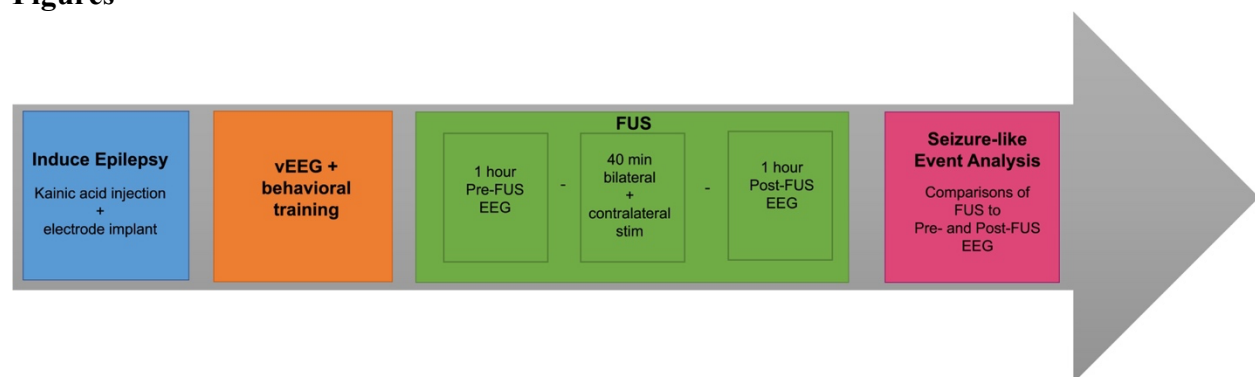 Figures
Induce Epilepsy
Kainic acid injection
+
electrode implant
vEEG +
behavioral
training
FUS
1 hour
Pre-FUS
EEG
-
40 min
bilateral
+
contralateral
stim
-
1 hour
Post-FUS
EEG
Seizure-like
Event Analysis
Comparisons of
FUS to
Pre- and Post-FUS
EEG